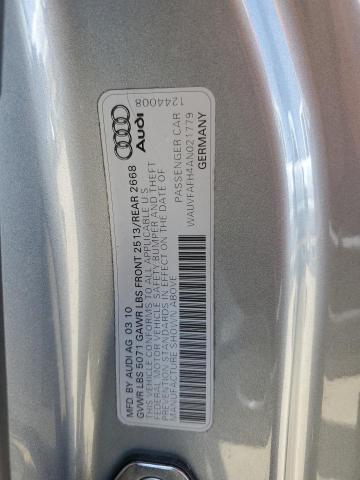 1244008
Audi
MFD BY AUDI AG 03 10
GVWR LBS 5071 GAWR LBS FRONT 2513/REAR 2668
THIS VEHICLE CONFORMS TO ALL APPLICABLE U S
FEDERAL MOTOR VEHICLE SAFETY BUMPER AND THEFT
PREVENTION STANDARDS IN EFFECT ON THE DATE OF
MANUFACTURE SHOWN ABOVE
PASSENGER CAR
WAUVFAFH4AN021779
GERMANY